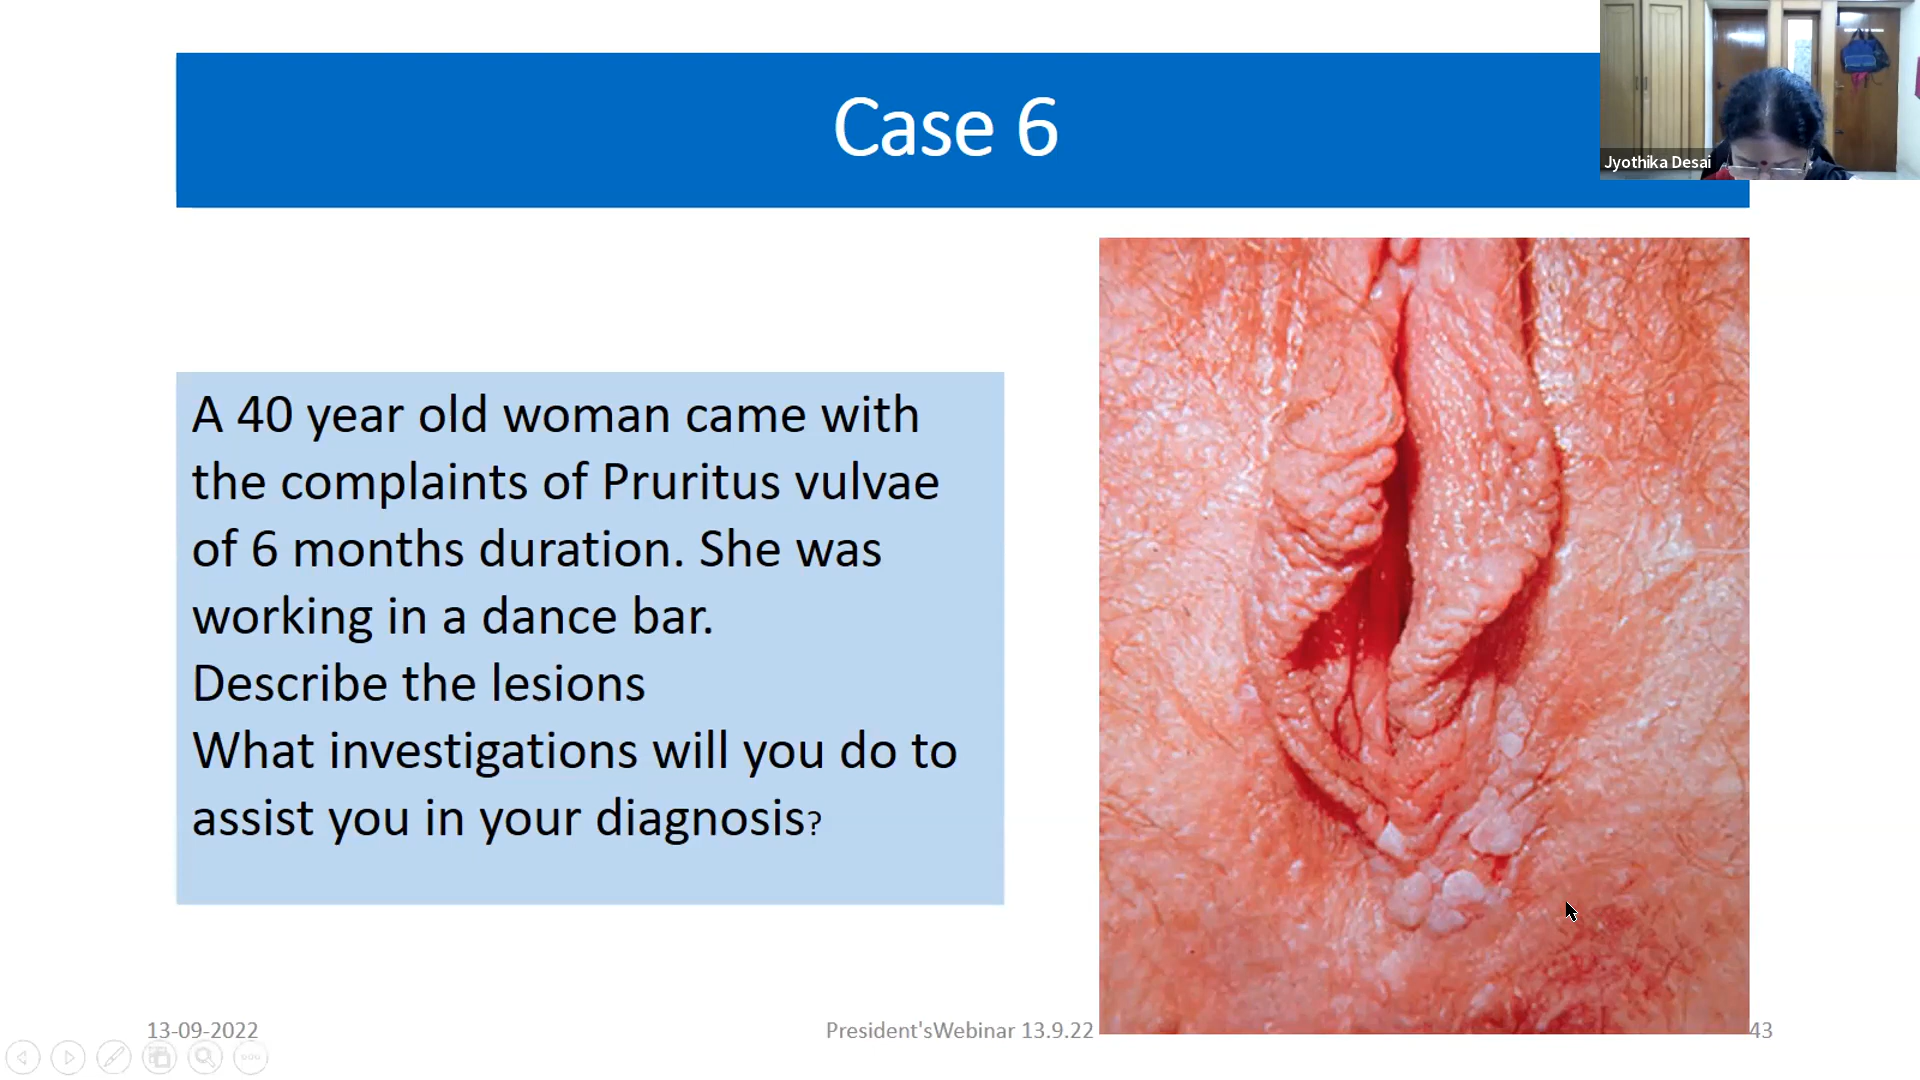 Case 6
Jyothika Desai
A 40 year old woman came with
the complaints of Pruritus vulvae
of 6 months duration. She was
working in a dance bar.
Describe the lesions
What investigations will you do to
assist you in your diagnosis?
13-09-2022
President'sWebinar 13.9.22
43